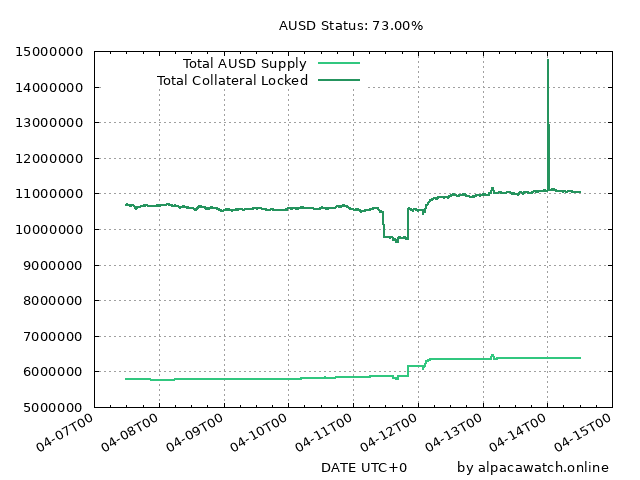 AUSD Status: 73.00%
Total AUSD Supply
Total Collateral Locked
15000000
14000000
13000000
12000000
11000000
10000000
9000000
8000000
7000000
6000000
5000000
04-07T00
04-08T00
04-09T00
04-10T00
04-11T00
04-12T00
04-13T00
04-14T00
04-15T00
DATE UTC+0
by alpacawatch.online